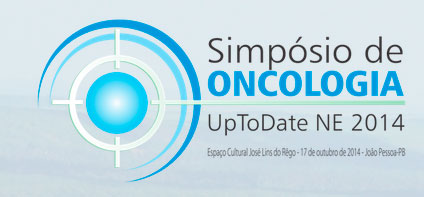 Simpósio de
ONCOLOGIA
UpToDate NE 2014
Espaço Cultural José Lins do Rêgo - 17 de outubro de 2014 - João Pessoa-PB